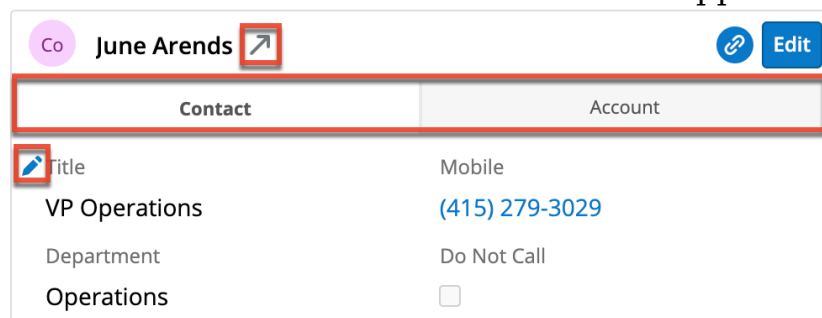 Co June Arends Edit
Contact Account
Title Mobile
VP Operations (415) 279-3029
Department Do Not Call
Operations